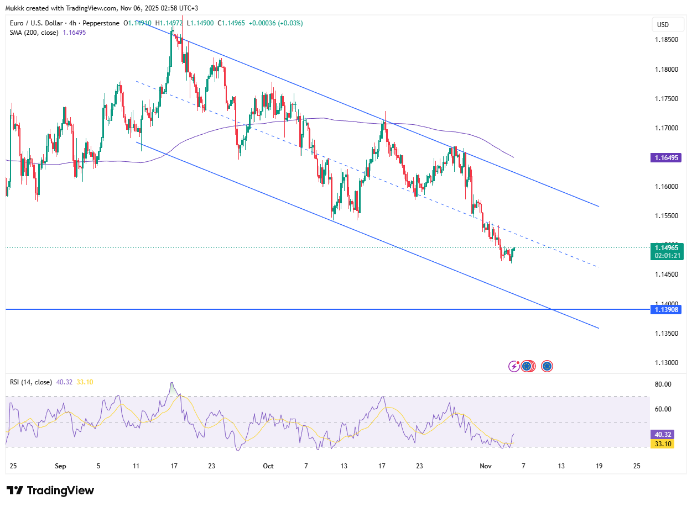 Mukkk created with TradingView.com, Nov 06, 2025 02:58 UTC+3
Euro / U.S. Dollar · 4h · Pepperstone O1.14910 H1.14977 L1.14900 C1.14965 +0.00036 (+0.03%)
SMA (200, close) 1.16495
USD
1.18500
1.18000
1.17500
1.17000
1.16495
1.16000
1.15500
1.14965
02:01:21
1.14500
1.14000
1.13908
1.13500
1.13000
RSI (14, close) 40.32 33.10
80.00
60.00
40.32
33.10
25 Sep 5 11 17 23 Oct 7 13 17 23 Nov 7 13 19 25
TradingView